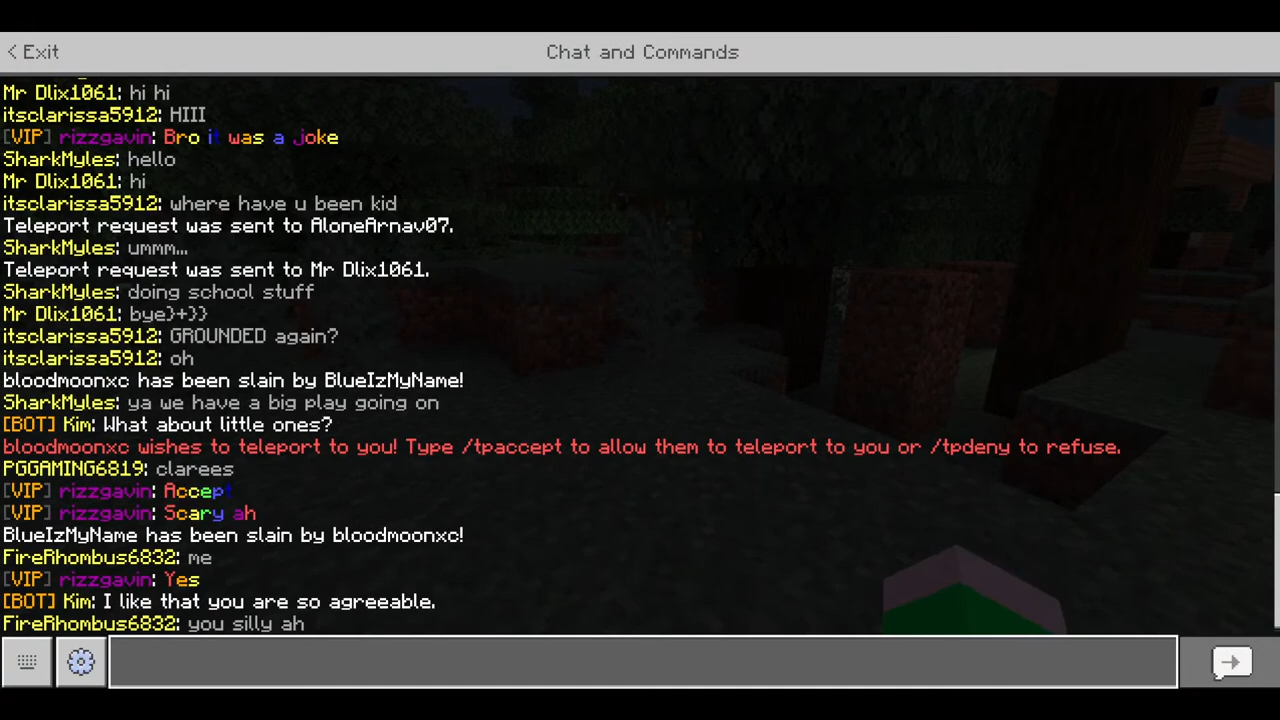 < Exit
Chat and Commands
Mr Dlix1061: hi hi
itsclarissa5912: HIII
[VIP] rizzgavin: Bro it was a joke
SharkMyles: hello
Mr Dlix1061: hi
itsclarissa5912: where have u been kid
Teleport request was sent to AloneArnav07.
SharkMyles: ummm...
Teleport request was sent to Mr Dlix1061.
SharkMyles: doing school stuff
Mr Dlix1061: bye}+}}
itsclarissa5912: GROUNDED again?
itsclarissa5912: oh
bloodmoonxc has been slain by BlueIzMyName!
SharkMyles: ya we have a big play going on
[BOT] Kim: What about little ones?
bloodmoonxc wishes to teleport to you! Type /tpaccept to allow them to teleport to you or /tpdeny to refuse.
PGGAMING6819: clarees
[VIP] rizzgavin: Accept
[VIP] rizzgavin: Scary ah
BlueIzMyName has been slain by bloodmoonxc!
FireRhombus6832: me
[VIP] rizzgavin: Yes
[BOT] Kim: I like that you are so agreeable.
FireRhombus6832: you silly ah